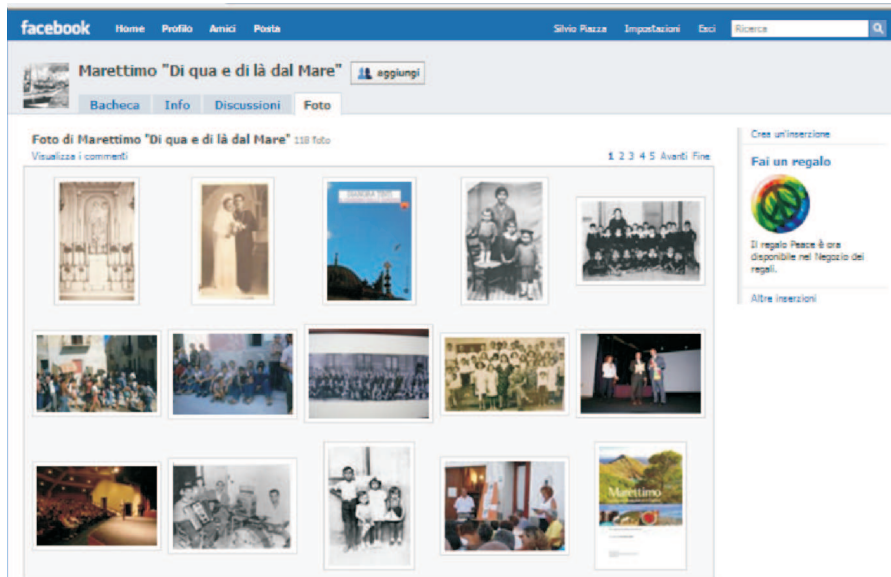 facebook Home Profilo Amici Posta Silvio Piazza Impostazioni Esci Ricerca
Marettimo "Di qua e di là dal Mare" aggiungi
Bacheca Info Discussioni Foto
Foto di Marettimo "Di qua e di là dal Mare" 118 foto
Visualizza i commenti 1 2 3 4 5 Avanti Fine
Crea un'inserzione
Fai un regalo
Il regalo Peace è ora
disponibile nel Negozio dei
regali.
Altre inserzioni
Marettimo